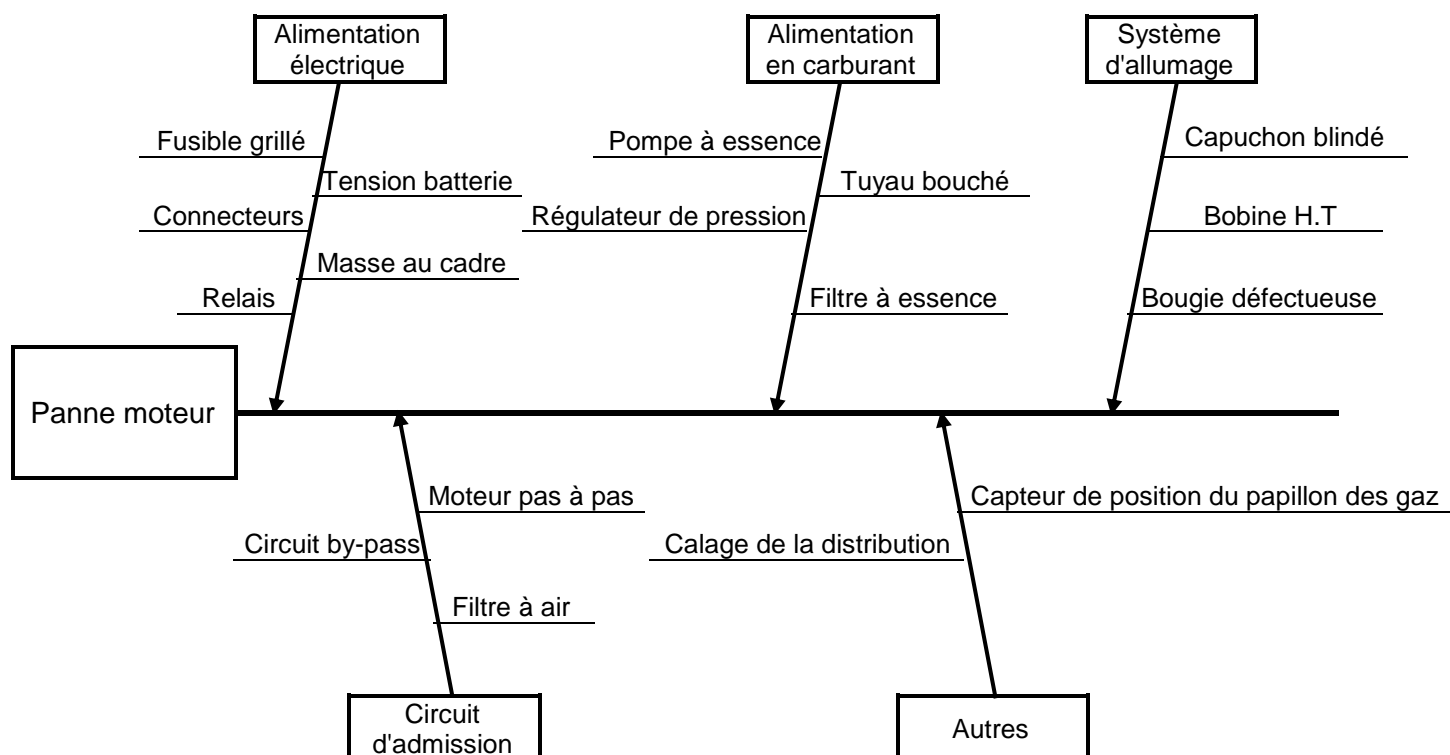 Alimentation
électrique
Alimentation
en carburant
Système
d'allumage
Fusible grillé
Tension batterie
Connecteurs
Masse au cadre
Relais
Pompe à essence
Tuyau bouché
Régulateur de pression
Filtre à essence
Capuchon blindé
Bobine H.T
Bougie défectueuse
Panne moteur
Moteur pas à pas
Circuit by-pass
Filtre à air
Capteur de position du papillon des gaz
Calage de la distribution
Circuit
d'admission
Autres